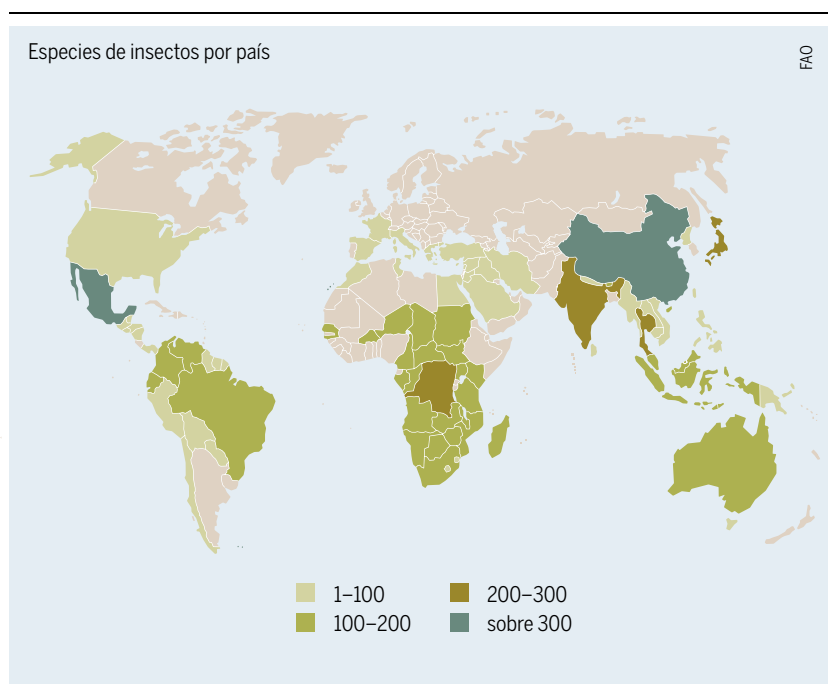 Especies de insectos por país
FAO
1–100
100–200
200–300
sobre 300